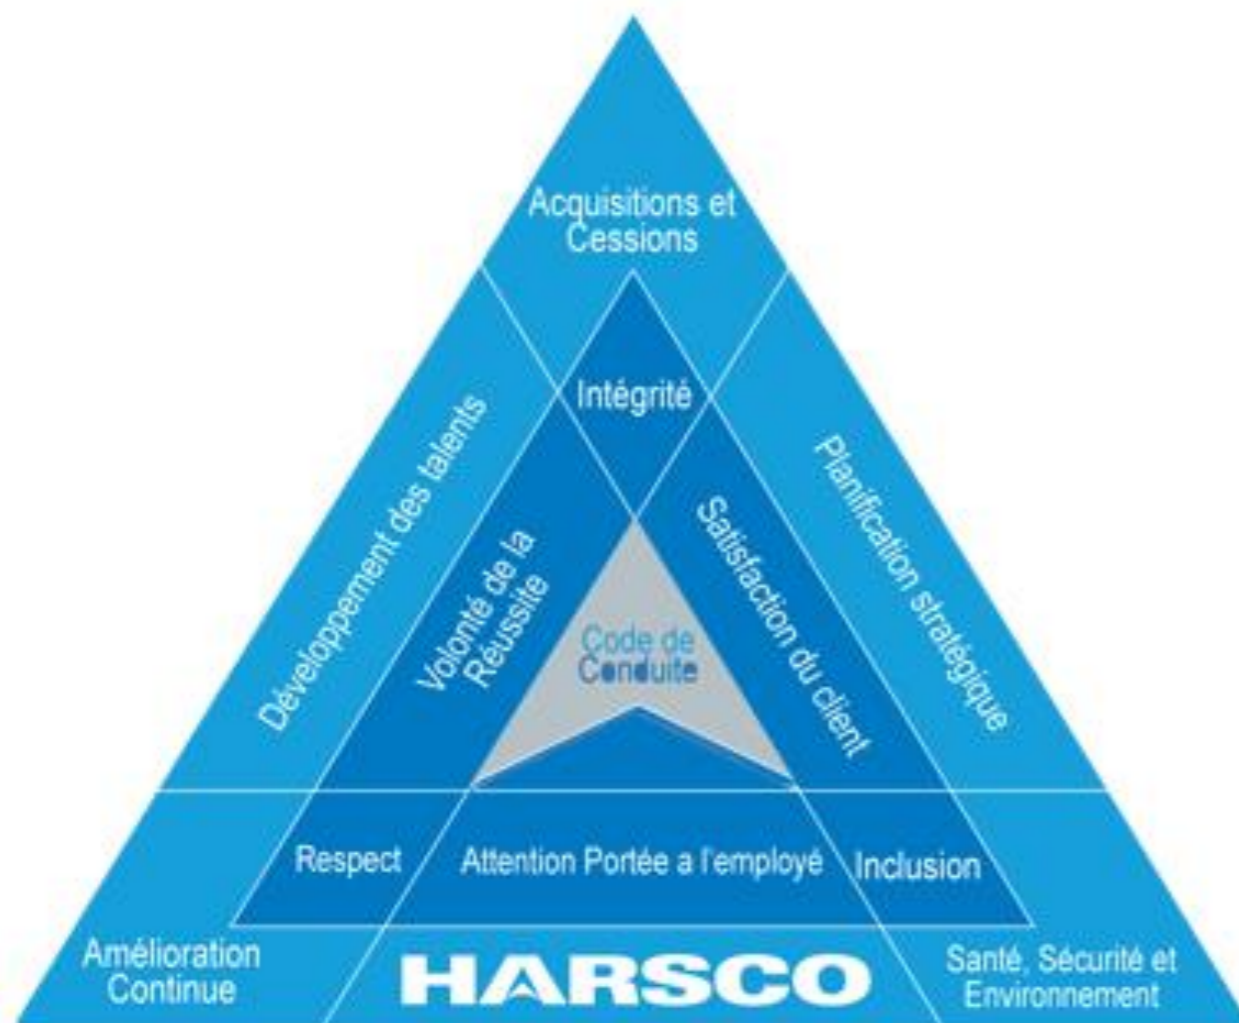 Acquisitions et
Cessions
Intégrité
Développement des talents
Planification stratégique
Volonté de la
Réussite
Satisfaction du client
Code de
Conduite
Respect
Attention Portée a l'employé
Inclusion
Amélioration
Continue
HARSCO
Santé, Sécurité et
Environnement